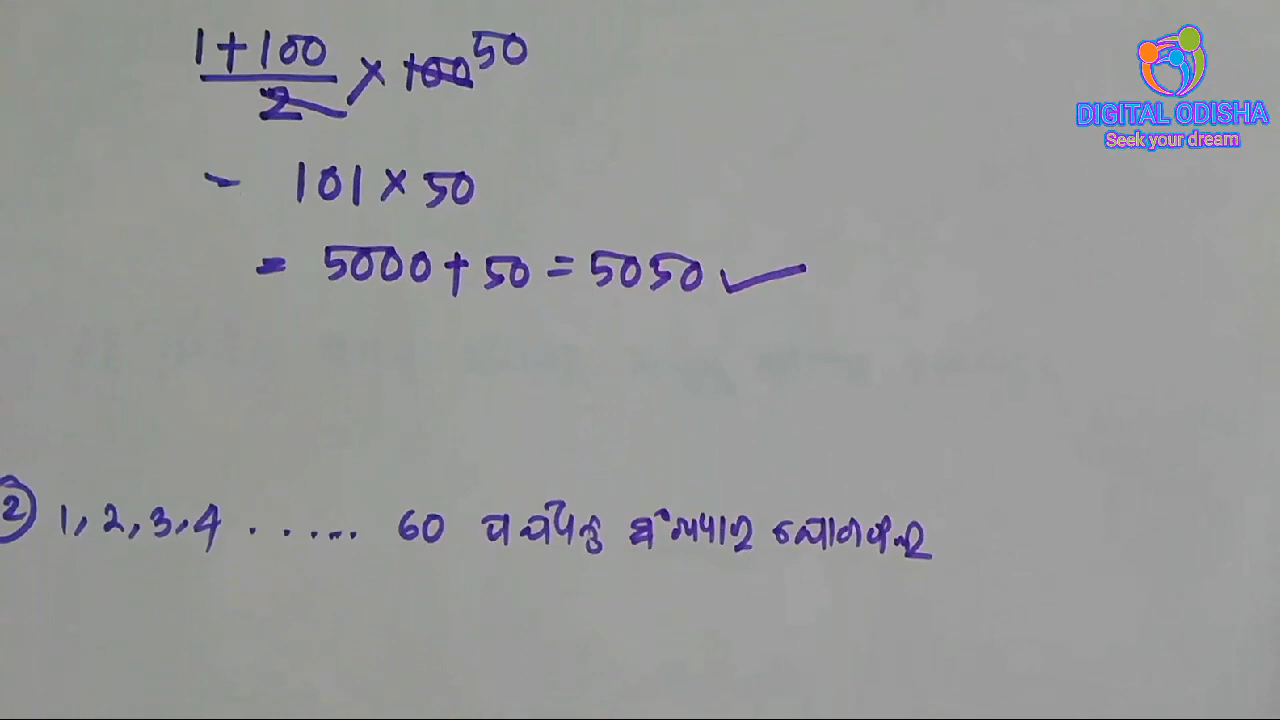 1 + 100 / 2 × 100 50
- 101 × 50
= 5000 + 50 = 5050 ✓
② 1, 2, 3, 4 ...... 60 ପର୍ଯ୍ୟନ୍ତ ସଂଖ୍ୟାର ଯୋଗଫଳ
DIGITAL ODISHA
Seek your dream